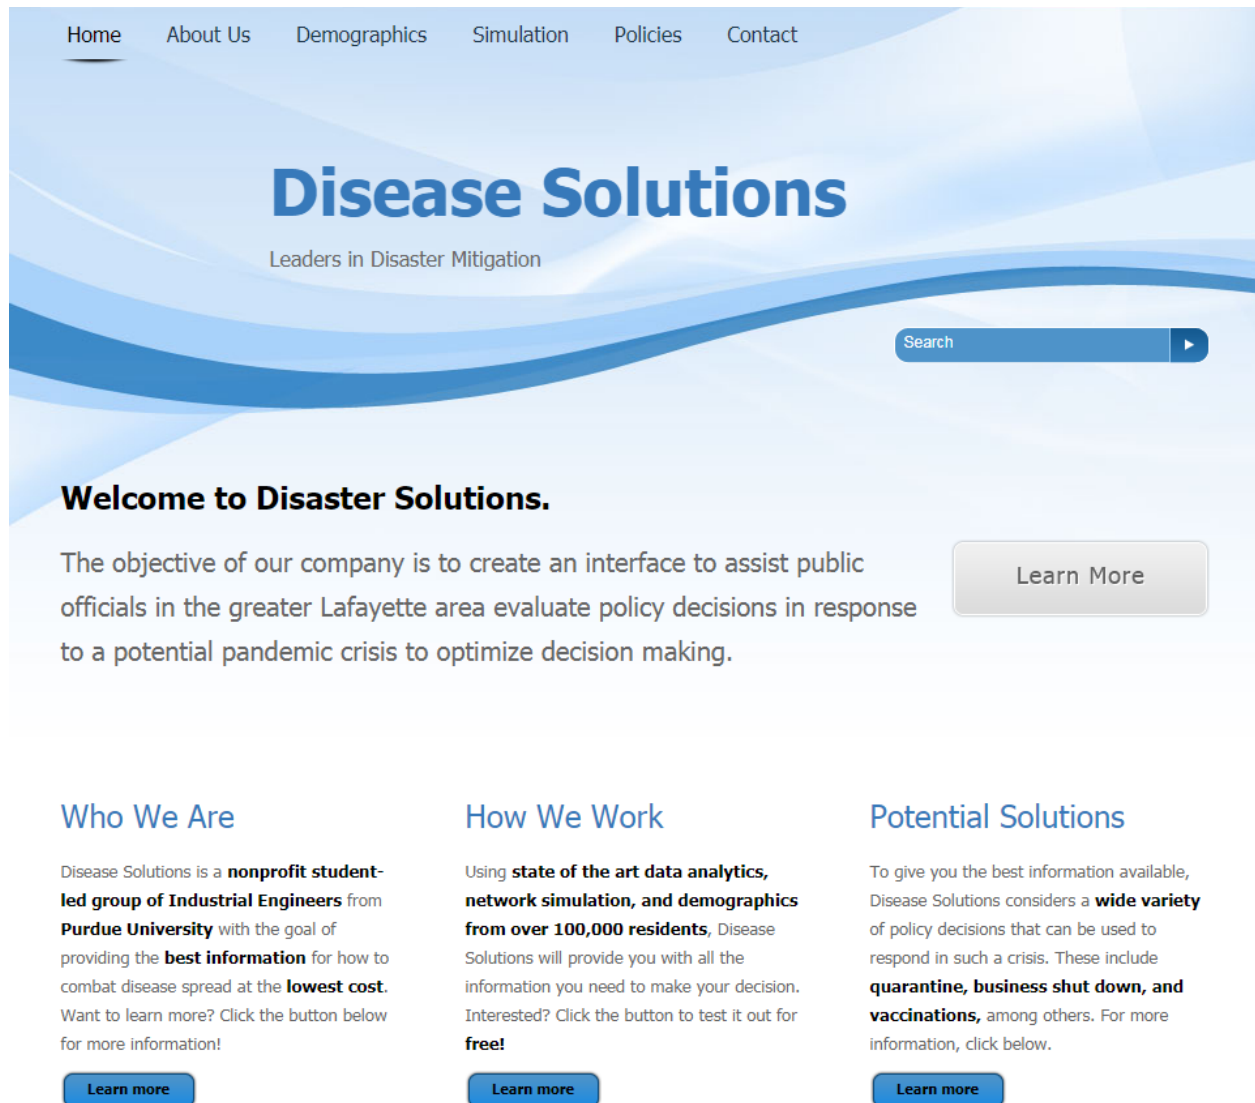 Home About Us Demographics Simulation Policies Contact
Disease Solutions
Leaders in Disaster Mitigation
Search
Welcome to Disaster Solutions.
The objective of our company is to create an interface to assist public
officials in the greater Lafayette area evaluate policy decisions in response
to a potential pandemic crisis to optimize decision making.
Learn More
Who We Are
Disease Solutions is a nonprofit student-
led group of Industrial Engineers from
Purdue University with the goal of
providing the best information for how to
combat disease spread at the lowest cost.
Want to learn more? Click the button below
for more information!
Learn more
How We Work
Using state of the art data analytics,
network simulation, and demographics
from over 100,000 residents, Disease
Solutions will provide you with all the
information you need to make your decision.
Interested? Click the button to test it out for
free!
Learn more
Potential Solutions
To give you the best information available,
Disease Solutions considers a wide variety
of policy decisions that can be used to
respond in such a crisis. These include
quarantine, business shut down, and
vaccinations, among others. For more
information, click below.
Learn more